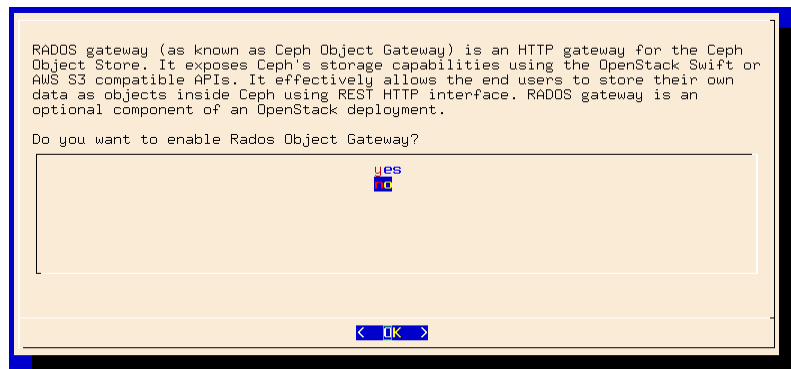 RADOS gateway (as known as Ceph Object Gateway) is an HTTP gateway for the Ceph
Object Store. It exposes Ceph's storage capabilities using the OpenStack Swift or
AWS S3 compatible APIs. It effectively allows the end users to store their own
data as objects inside Ceph using REST HTTP interface. RADOS gateway is an
optional component of an OpenStack deployment.
Do you want to enable Rados Object Gateway?
yes
no
< OK >